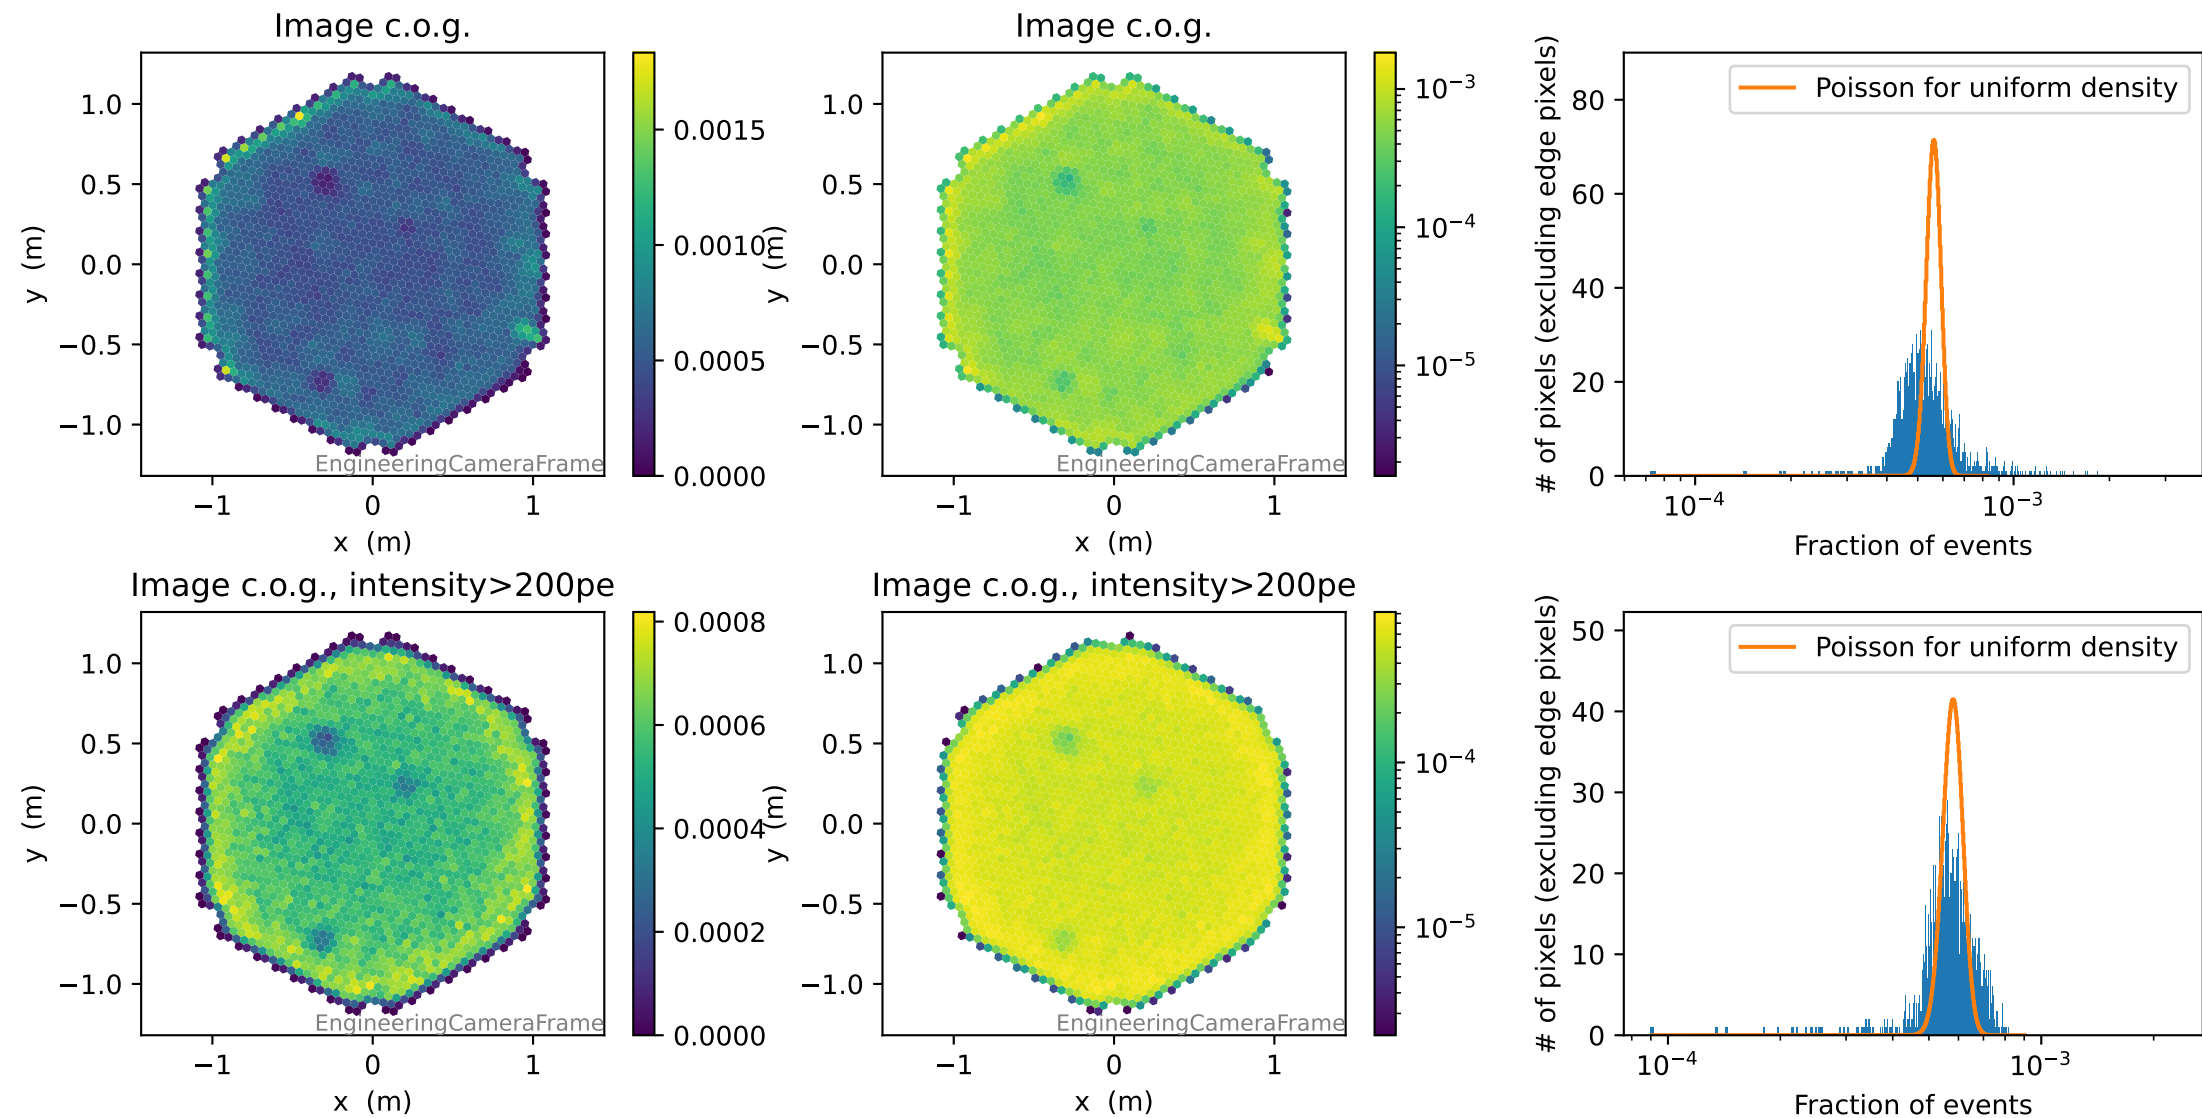 Image c.o.g.
1.0
0.5
0.0
−0.5
−1.0
y (m)
−1
0
1
x (m)
EngineeringCameraFrame
0.0015
0.0010
0.0005
0.0000
Image c.o.g.
1.0
0.5
0.0
−0.5
−1.0
y (m)
−1
0
1
x (m)
EngineeringCameraFrame
10⁻³
10⁻⁴
10⁻⁵
# of pixels (excluding edge pixels)
80
60
40
20
0
Poisson for uniform density
10⁻⁴
10⁻³
Fraction of events
Image c.o.g., intensity>200pe
1.0
0.5
0.0
−0.5
−1.0
y (m)
−1
0
1
x (m)
EngineeringCameraFrame
0.0008
0.0006
0.0004
0.0002
0.0000
Image c.o.g., intensity>200pe
1.0
0.5
0.0
−0.5
−1.0
y (m)
−1
0
1
x (m)
EngineeringCameraFrame
10⁻⁴
10⁻⁵
# of pixels (excluding edge pixels)
50
40
30
20
10
0
Poisson for uniform density
10⁻⁴
10⁻³
Fraction of events